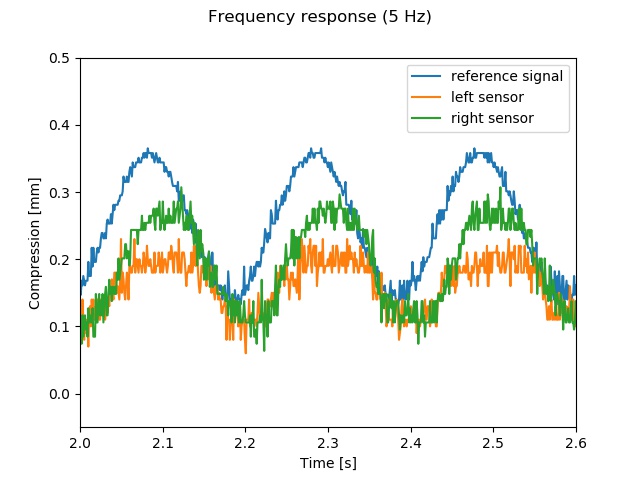 Frequency response (5 Hz)
0.5
0.4
0.3
0.2
0.1
0.0
Compression [mm]
reference signal
left sensor
right sensor
2.0 2.1 2.2 2.3 2.4 2.5 2.6
Time [s]